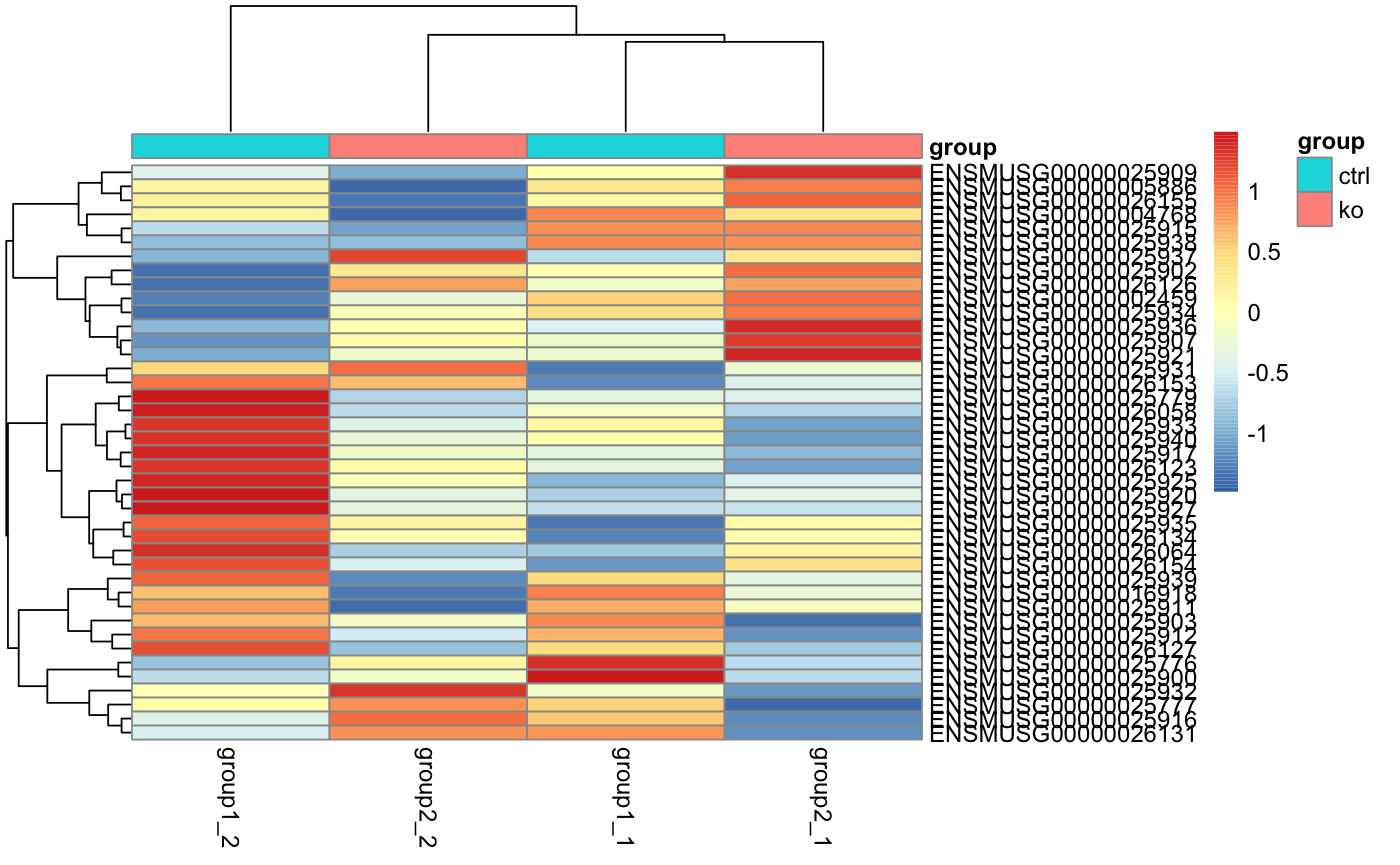 group
ENSMUSG00000025909
ENSMUSG00000005886
ENSMUSG00000026155
ENSMUSG00000004768
ENSMUSG00000025915
ENSMUSG00000025938
ENSMUSG00000025937
ENSMUSG00000025902
ENSMUSG00000026126
ENSMUSG00000002459
ENSMUSG00000025934
ENSMUSG00000025936
ENSMUSG00000025907
ENSMUSG00000025921
ENSMUSG00000025931
ENSMUSG00000026153
ENSMUSG00000025779
ENSMUSG00000026058
ENSMUSG00000025933
ENSMUSG00000025940
ENSMUSG00000025917
ENSMUSG00000026123
ENSMUSG00000025925
ENSMUSG00000025920
ENSMUSG00000025927
ENSMUSG00000025935
ENSMUSG00000026134
ENSMUSG00000026064
ENSMUSG00000026154
ENSMUSG00000025939
ENSMUSG00000016918
ENSMUSG00000025911
ENSMUSG00000025903
ENSMUSG00000025912
ENSMUSG00000026127
ENSMUSG00000025776
ENSMUSG00000025900
ENSMUSG00000025932
ENSMUSG00000025777
ENSMUSG00000025916
ENSMUSG00000026131
group1_2
group2_2
group1_1
group2_1
1
0.5
0
-0.5
-1
group
ctrl
ko